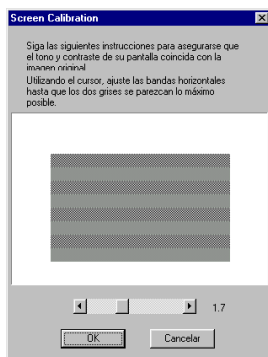 Screen Calibration
Siga las siguientes instrucciones para asegurarse que
el tono y contraste de su pantalla coincida con la
imagen original
Utilizando el cursor, ajuste las bandas horizontales
hasta que los dos grises se parezcan lo máximo
posible.
1.7
OK
Cancelar